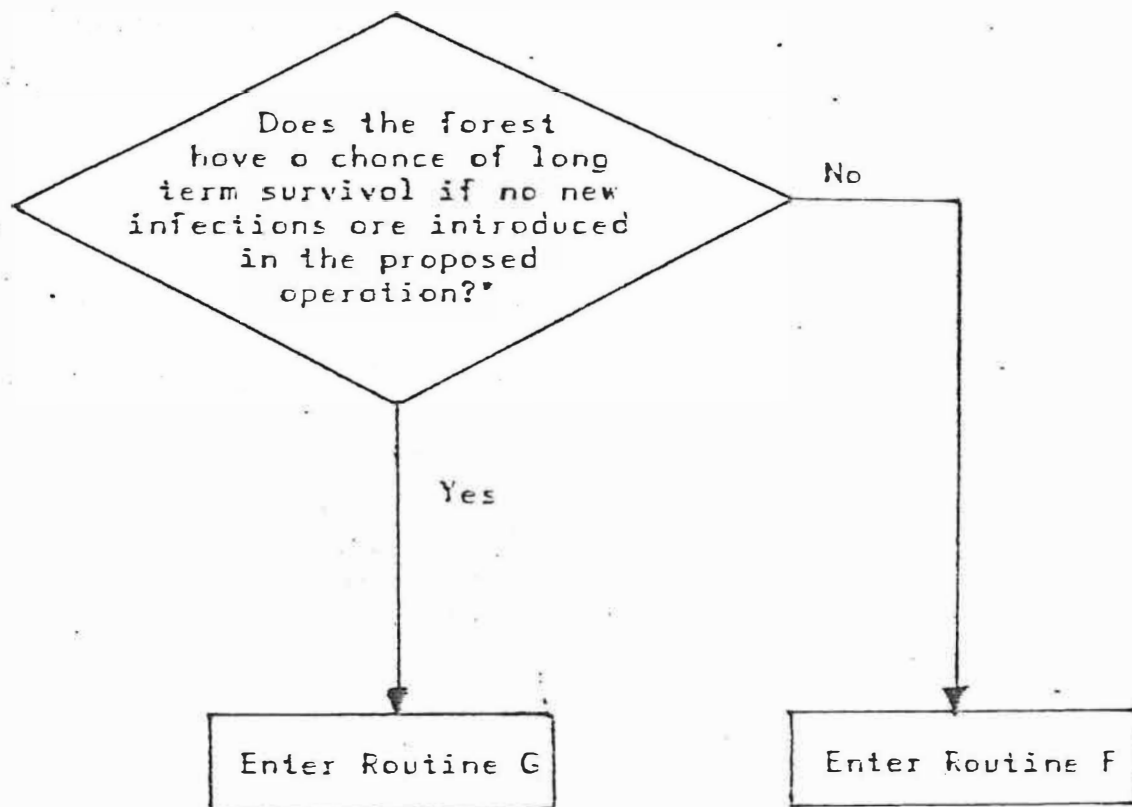 Does the forest
have a chance of long
term survival if no new
infections are introduced
in the proposed
operation?*
No
Yes
Enter Routine G
Enter Routine F